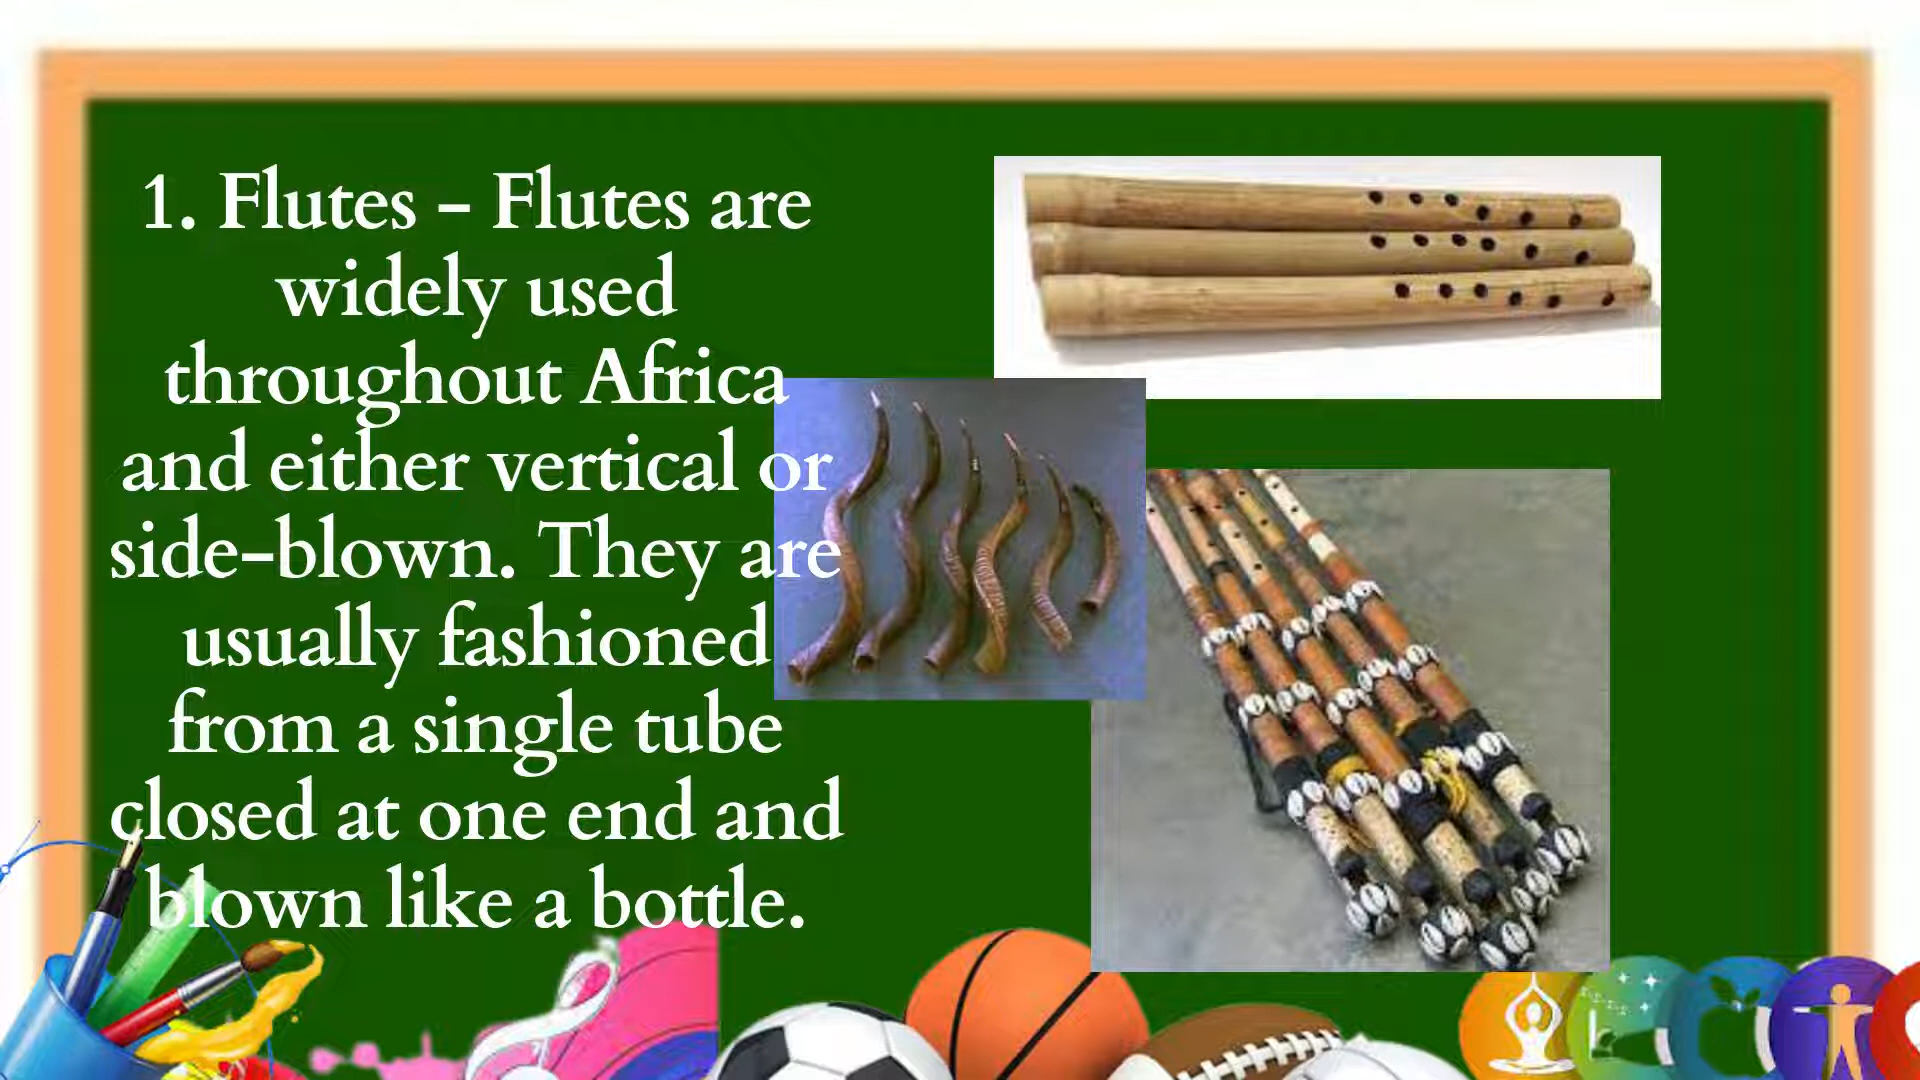 1. Flutes – Flutes are
widely used
throughout Africa
and either vertical or
side-blown. They are
usually fashioned
from a single tube
closed at one end and
blown like a bottle.